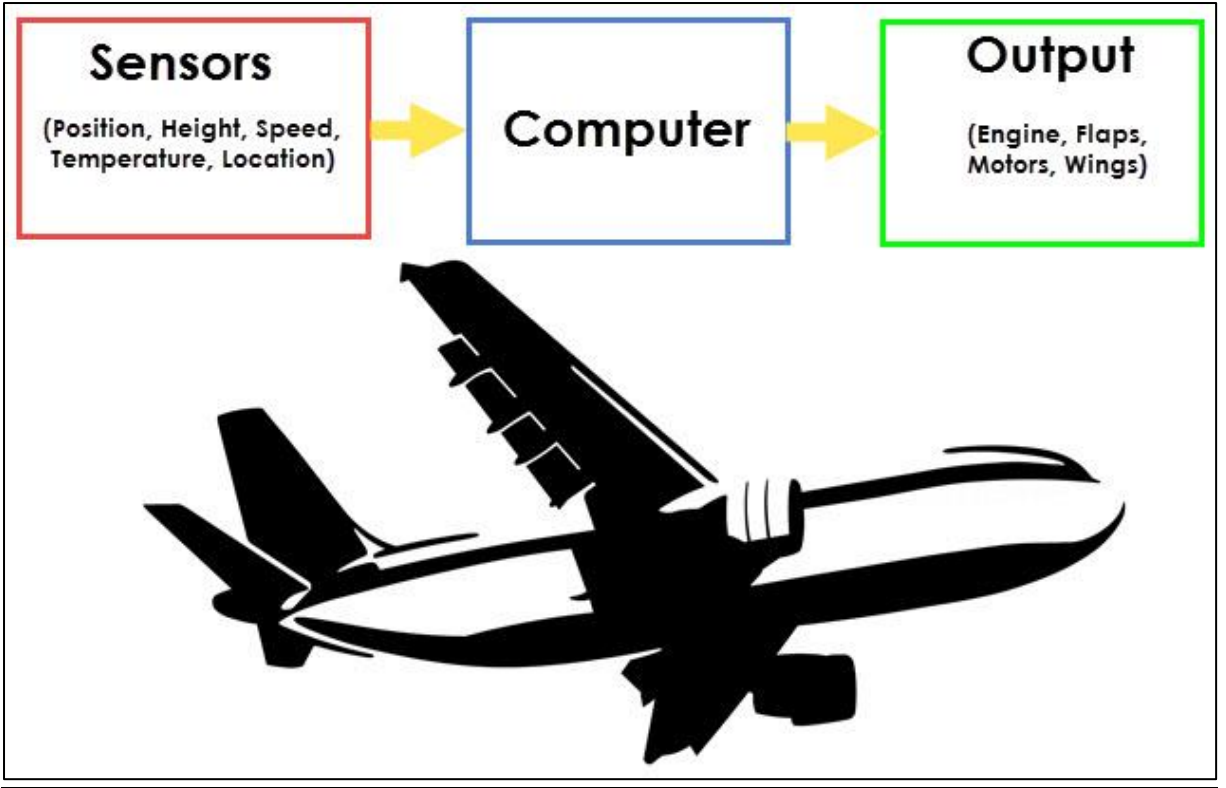 Sensors
(Position, Height, Speed,
Temperature, Location)
Computer
Output
(Engine, Flaps,
Motors, Wings)